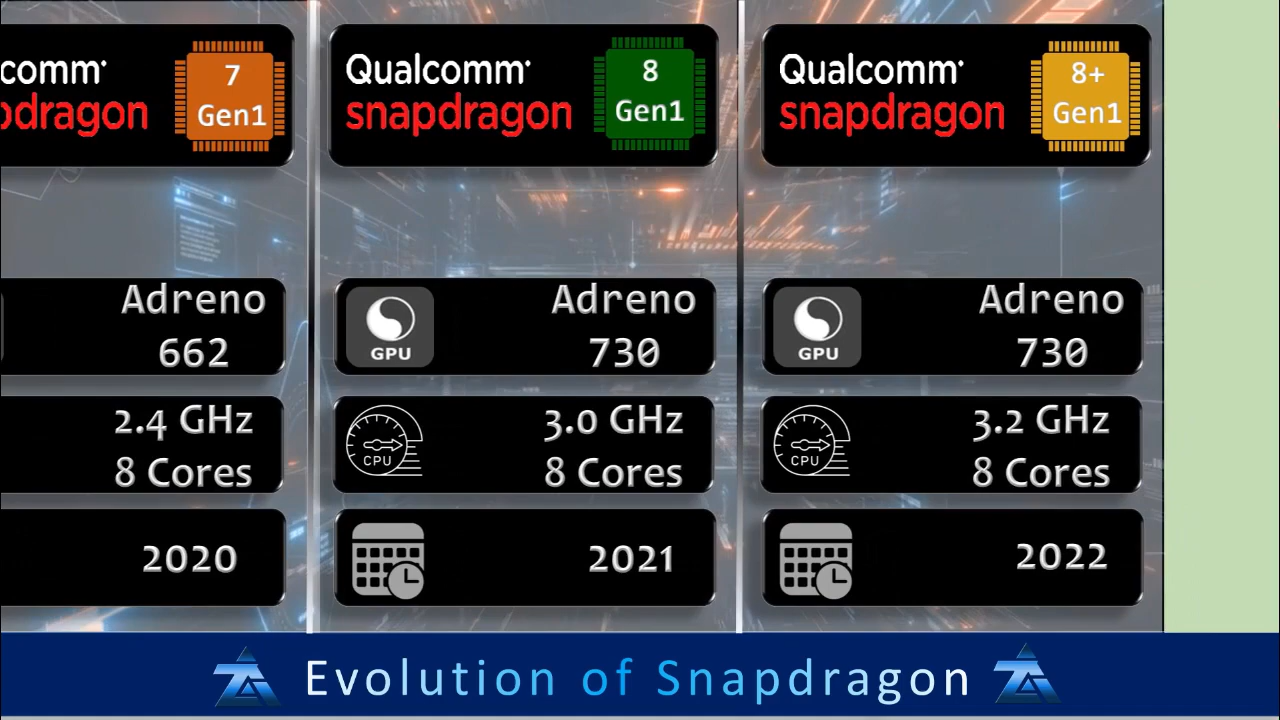 comm
pdragon
7
Gen1
Adreno
662
2.4 GHz
8 Cores
2020
Qualcomm
snapdragon
8
Gen1
GPU
Adreno
730
CPU
3.0 GHz
8 Cores
2021
Qualcomm
snapdragon
8+
Gen1
GPU
Adreno
730
CPU
3.2 GHz
8 Cores
2022
Evolution of Snapdragon